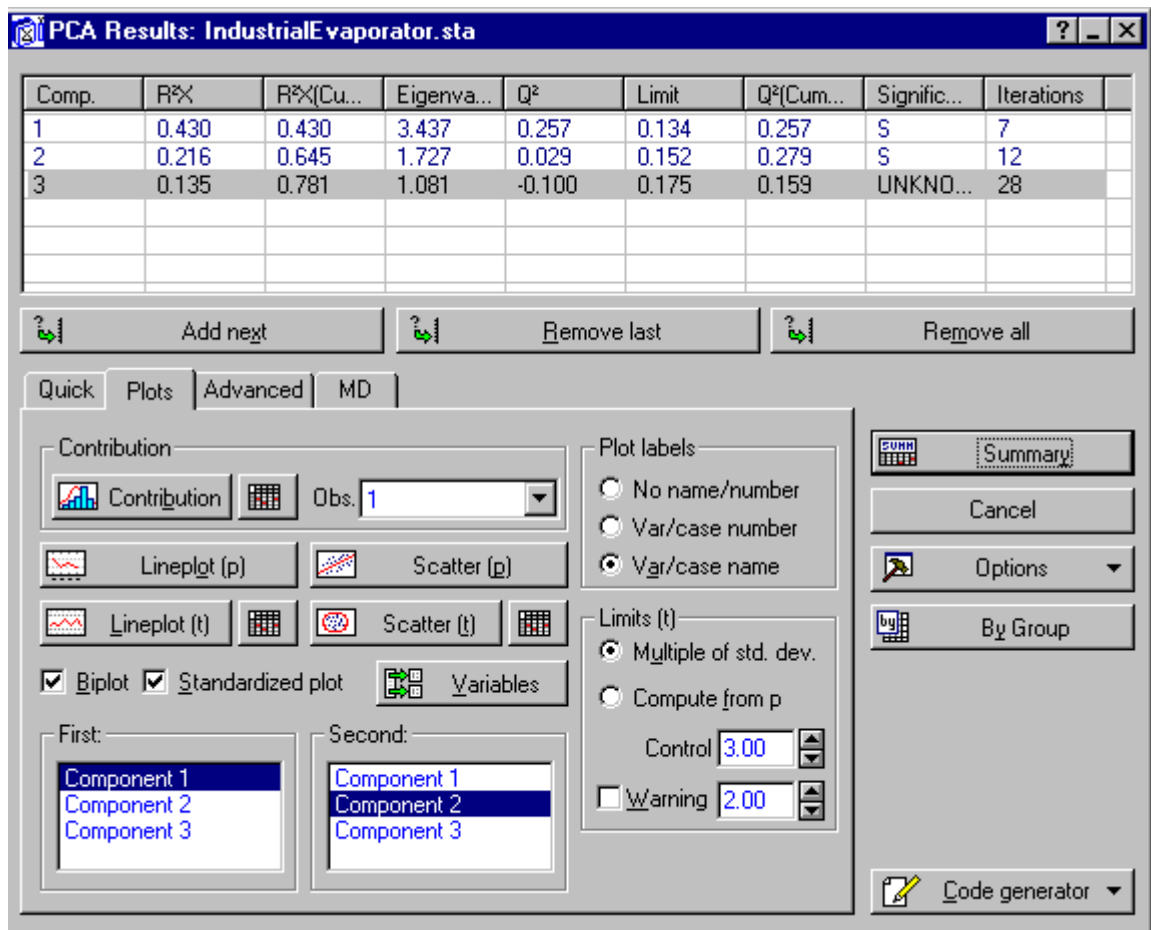 PCA Results: IndustrialEvaporator.sta
Comp. R²X R²X(Cu... Eigenva... Q² Limit Q²(Cum... Signific... Iterations
1 0.430 0.430 3.437 0.257 0.134 0.257 S 7
2 0.216 0.645 1.727 0.029 0.152 0.279 S 12
3 0.135 0.781 1.081 -0.100 0.175 0.159 UNKNO... 28
Add next Remove last Remove all
Quick Plots Advanced MD
Contribution
Contribution Obs. 1
Lineplot (p) Scatter (p)
Lineplot (t) Scatter (t)
Biplot Standardized plot Variables
First: Second:
Component 1 Component 1
Component 2 Component 2
Component 3 Component 3
Plot labels
No name/number
Var/case number
Var/case name
Limits (t)
Multiple of std. dev.
Compute from p
Control 3.00
Warning 2.00
SUMM Summary
Cancel
Options
by By Group
Code generator